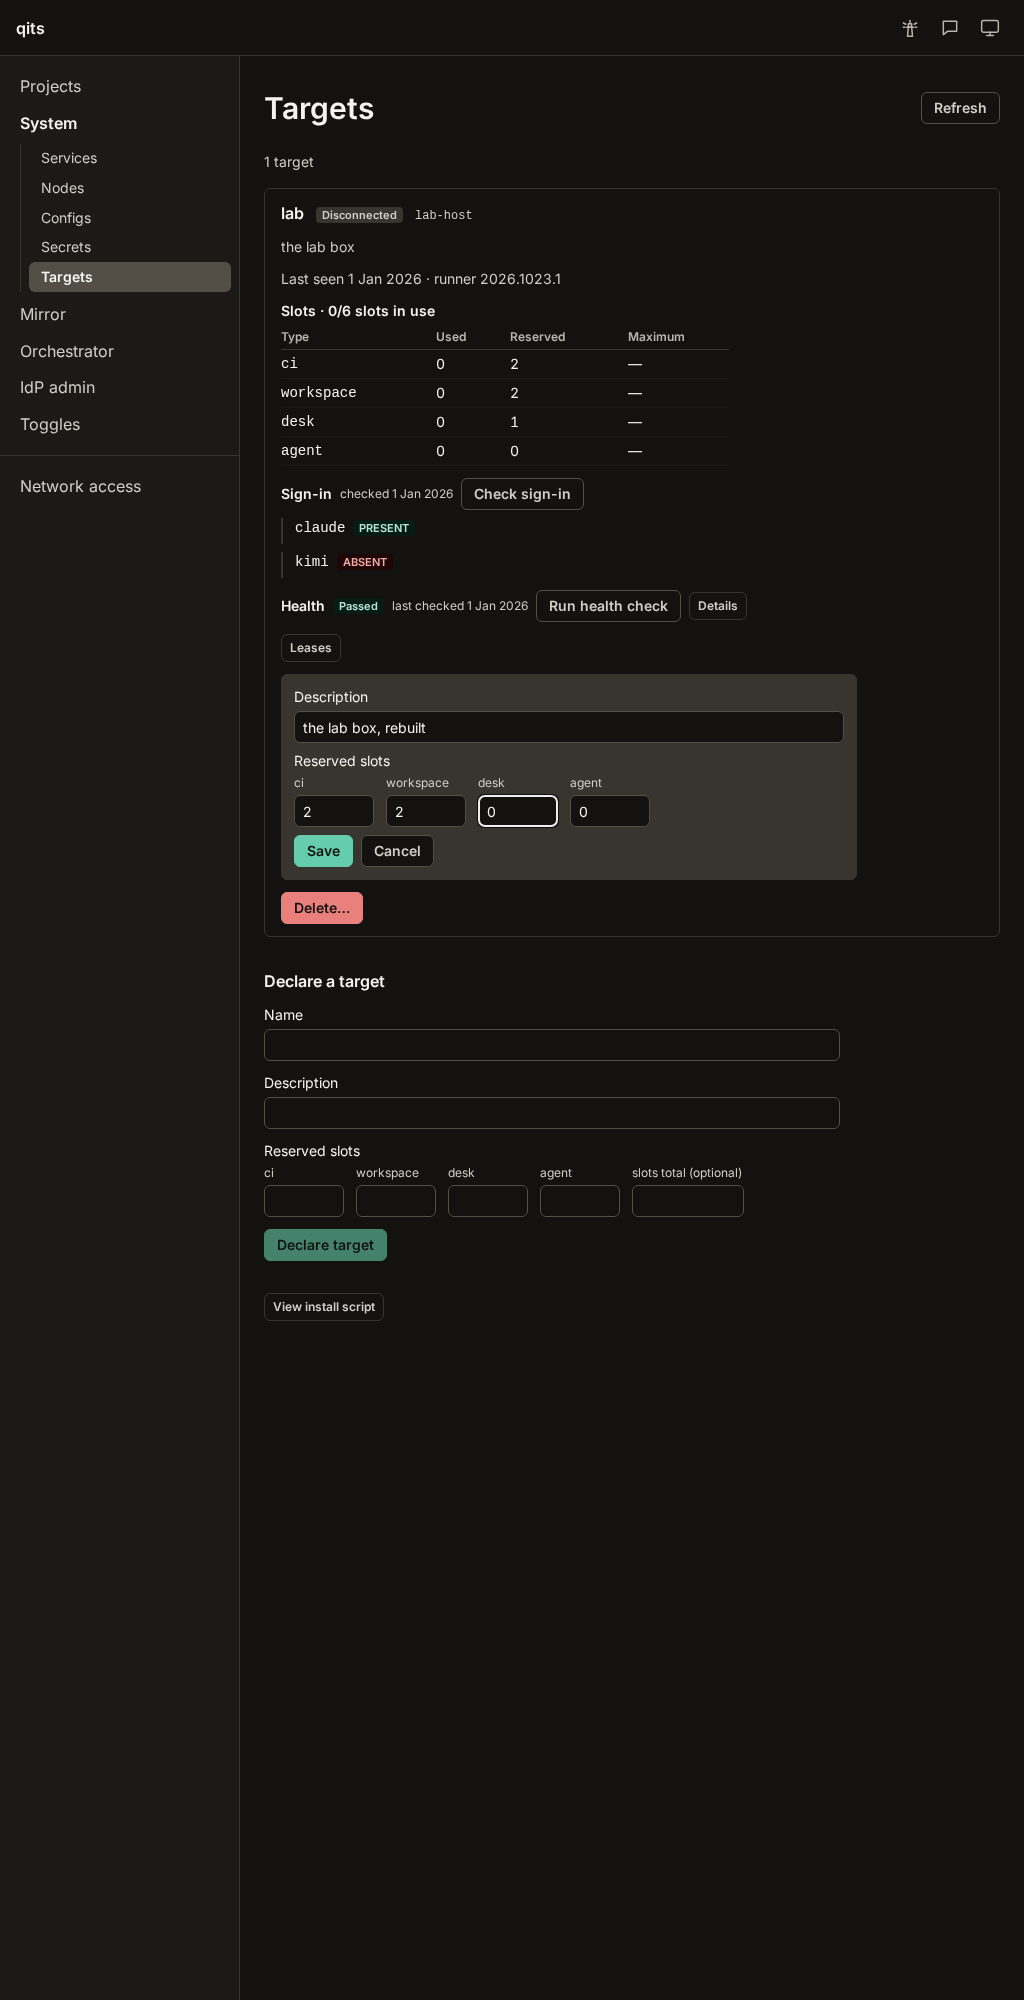 qits
Projects
System
Services
Nodes
Configs
Secrets
Targets
Mirror
Orchestrator
IdP admin
Toggles
Network access
Targets
Refresh
1 target
lab Disconnected lab-host
the lab box
Last seen 1 Jan 2026 · runner 2026.1023.1
Slots · 0/6 slots in use
Type Used Reserved Maximum
ci 0 2 —
workspace 0 2 —
desk 0 1 —
agent 0 0 —
Sign-in checked 1 Jan 2026 Check sign-in
claude PRESENT
kimi ABSENT
Health Passed last checked 1 Jan 2026 Run health check Details
Leases
Description
the lab box, rebuilt
Reserved slots
ci workspace desk agent
2 2 0 0
Save Cancel
Delete...
Declare a target
Name
Description
Reserved slots
ci workspace desk agent slots total (optional)
Declare target
View install script